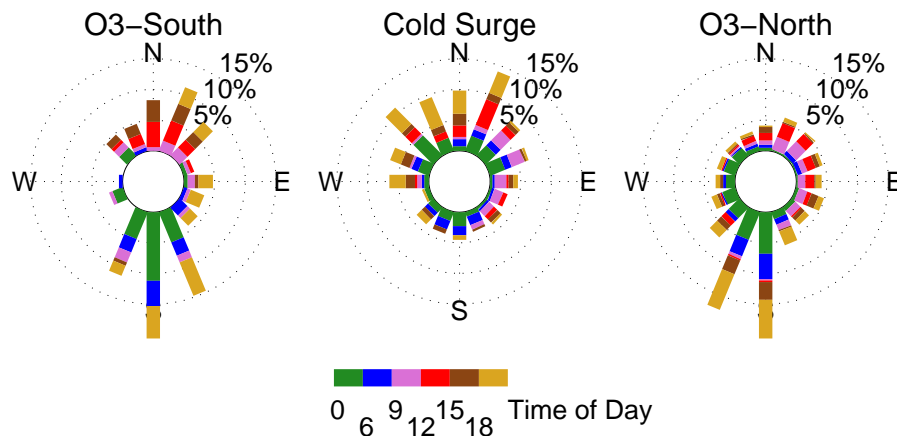 O3−South
Cold Surge
O3−North
N
N
N
15%
15%
15%
10%
10%
10%
5%
5%
5%
W
E
W
E
W
E
S
0
6
9
12
15
18
Time of Day